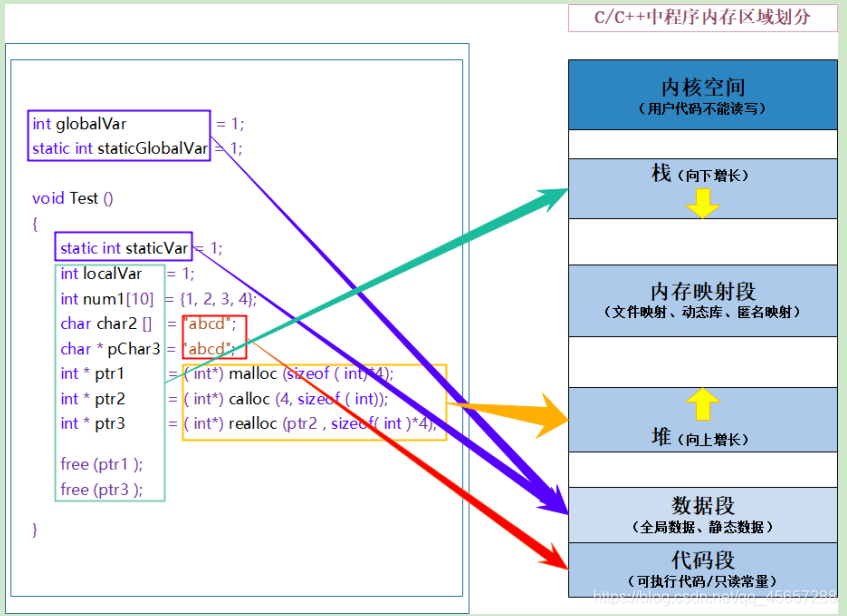 C/C++中程序内存区域划分
int globalVar = 1;
static int staticGlobalVar = 1;
void Test ()
{
static int staticVar = 1;
int localVar = 1;
int num1[10] = {1, 2, 3, 4};
char char2 [] = "abcd";
char * pChar3 = "abcd";
int * ptr1 = ( int*) malloc (sizeof ( int)*4);
int * ptr2 = ( int*) calloc (4, sizeof ( int));
int * ptr3 = ( int*) realloc (ptr2 , sizeof( int )*4);
free (ptr1 );
free (ptr3 );
}
内核空间
（用户代码不能读写）
栈（向下增长）
内存映射段
（文件映射、动态库、匿名映射）
堆（向上增长）
数据段
（全局数据、静态数据）
代码段
（可执行代码/只读常量）
https://blog.csdn.net/qq_45657288